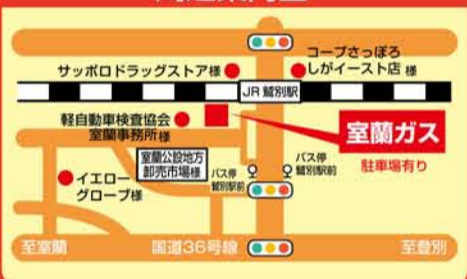 コープさっぽろ
しがイースト店 様
サッポロドラッグストア様
JR 鷲別駅
軽自動車検査協会
室蘭事務所様
室蘭ガス
駐車場有り
室蘭公設地方
卸売市場様
バス停
鷲別駅前
バス停
鷲別駅前
イエロー
グローブ様
至室蘭
国道36号線
至登別